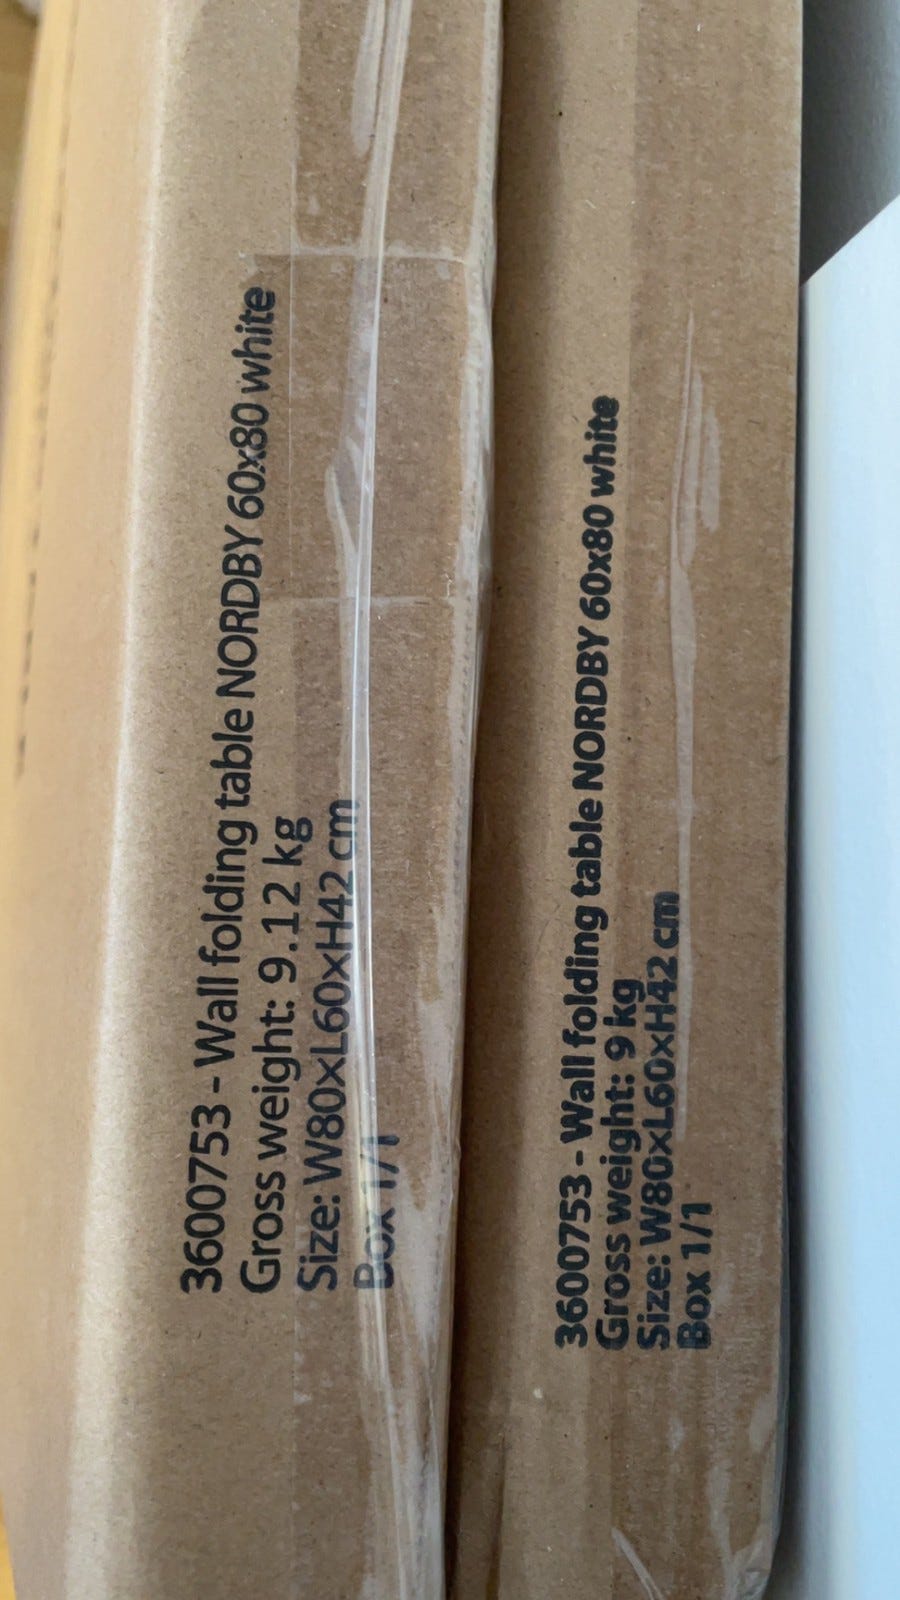 3600753 - Wall folding table NORDBY 60x80 white
Gross weight: 9.12 kg
Size: W80xL60xH42 cm
Box 1/1
3600753 - Wall folding table NORDBY 60x80 white
Gross weight: 9 kg
Size: W80xL60xH42 cm
Box 1/1